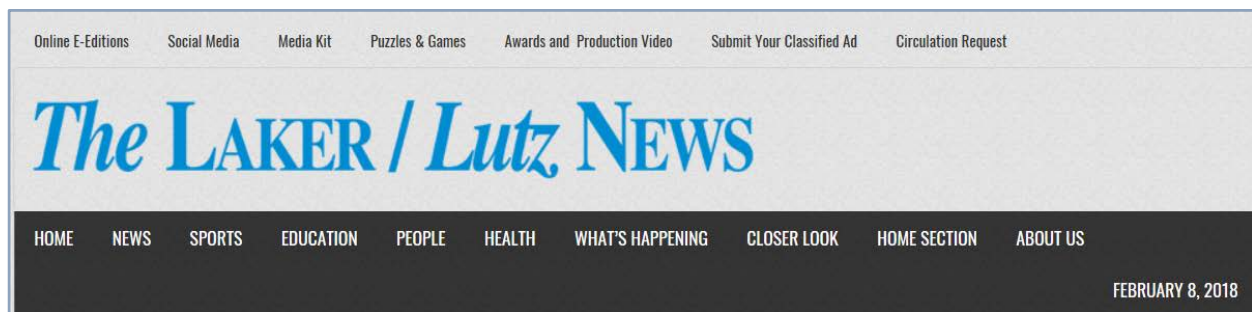 Online E-Editions Social Media Media Kit Puzzles & Games Awards and Production Video Submit Your Classified Ad Circulation Request
The LAKER / Lutz NEWS
HOME NEWS SPORTS EDUCATION PEOPLE HEALTH WHAT'S HAPPENING CLOSER LOOK HOME SECTION ABOUT US
FEBRUARY 8, 2018